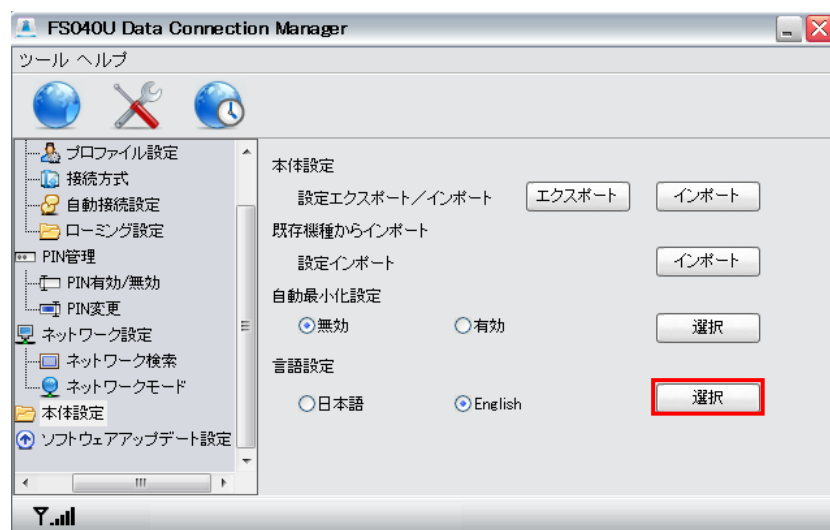 FS040U Data Connection Manager
ツール ヘルプ
プロファイル設定
接続方式
自動接続設定
ローミング設定
PIN管理
PIN有効/無効
PIN変更
ネットワーク設定
ネットワーク検索
ネットワークモード
本体設定
ソフトウェアアップデート設定
本体設定
設定エクスポート／インポート エクスポート インポート
既存機種からインポート
設定インポート インポート
自動最小化設定
無効 有効 選択
言語設定
日本語 English 選択